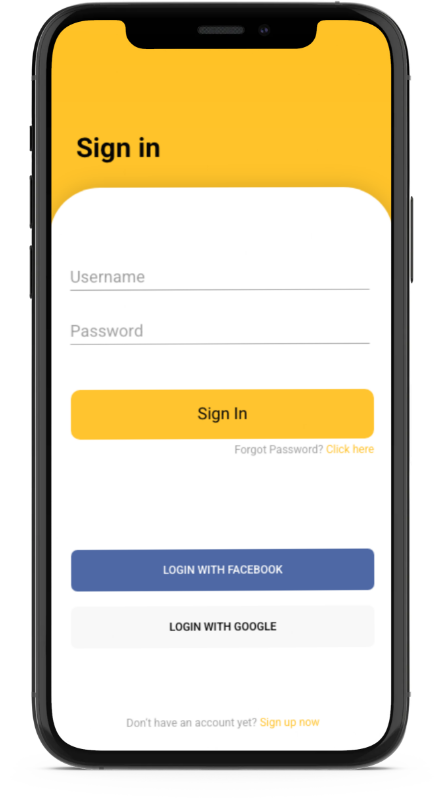 Sign in
Username
Password
Sign In
Forgot Password? Click here
LOGIN WITH FACEBOOK
LOGIN WITH GOOGLE
Don't have an account yet? Sign up now